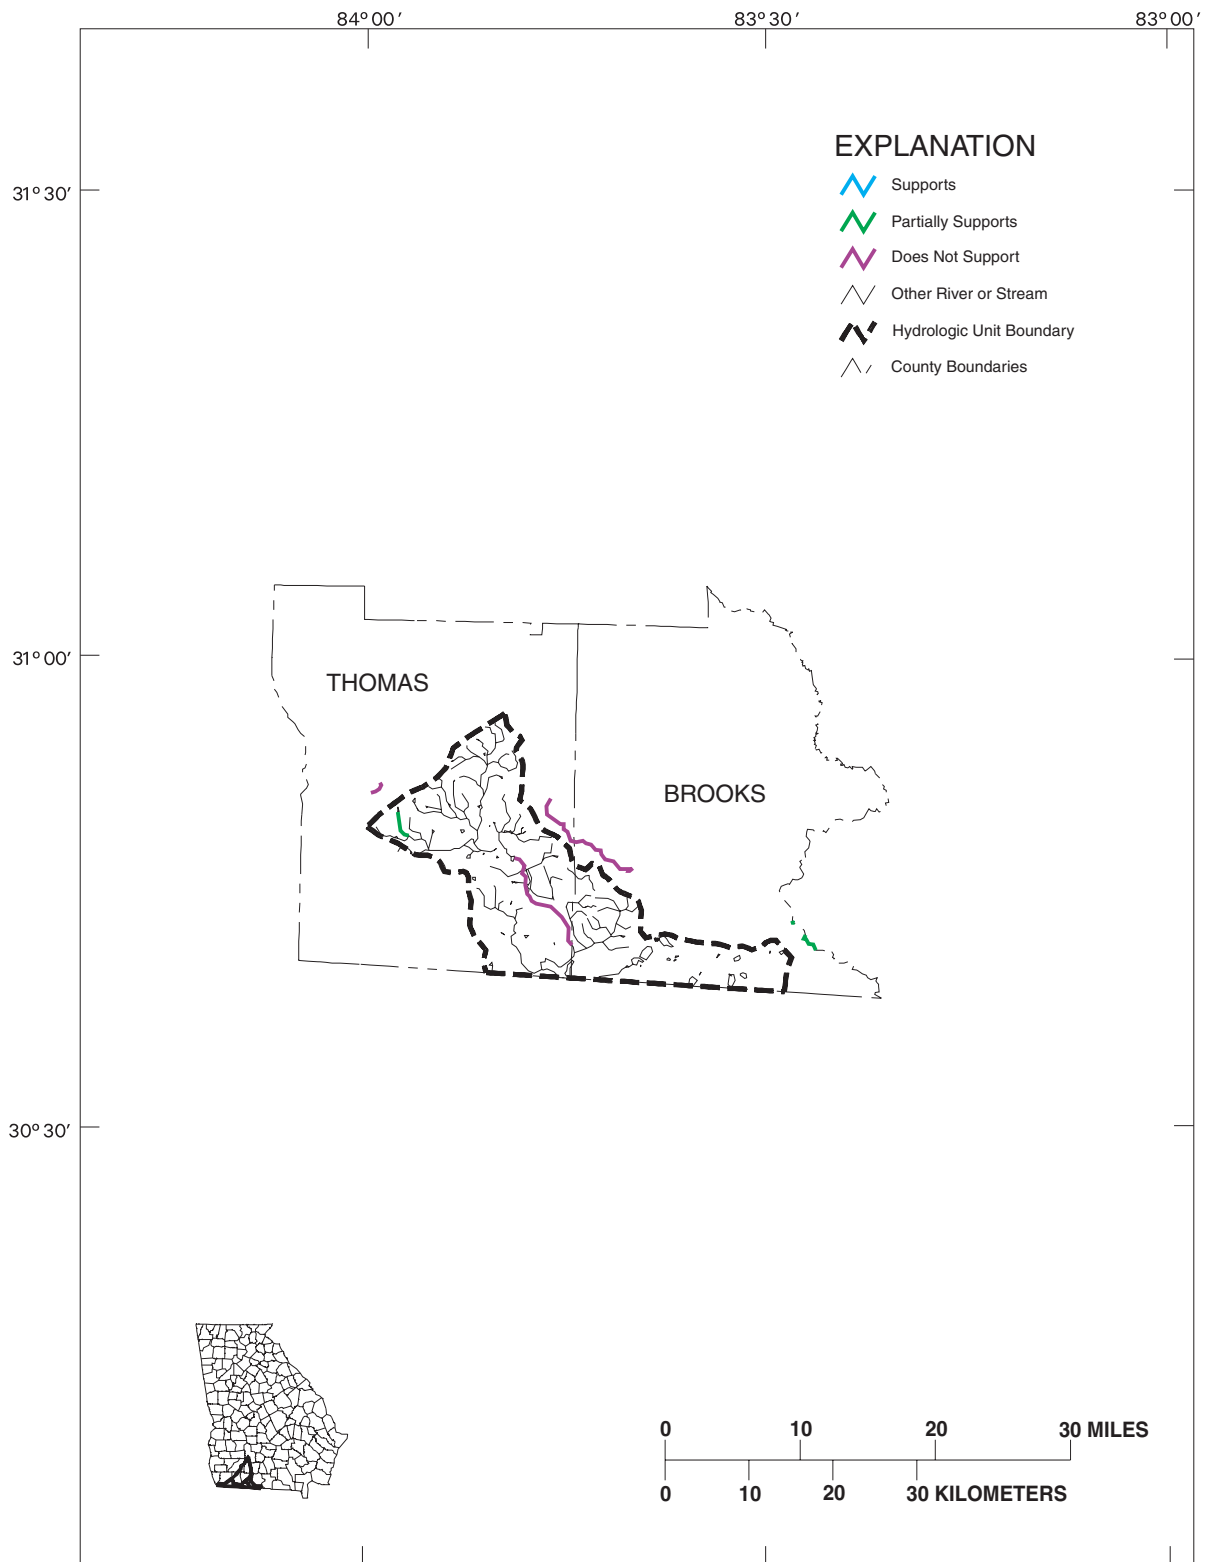 84°00′ 83°30′ 83°00′
EXPLANATION
31°30′
Supports
Partially Supports
Does Not Support
Other River or Stream
Hydrologic Unit Boundary
County Boundaries
31°00′
THOMAS
BROOKS
30°30′
0 10 20 30 MILES
0 10 20 30 KILOMETERS